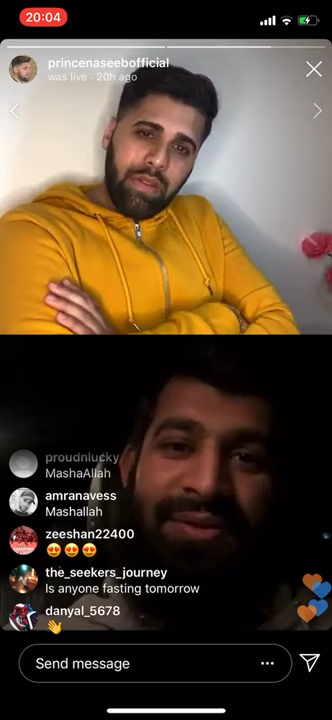 20:04
princenaseebofficial
was live · 20h ago
proudnlucky
MashaAllah
amranavess
Mashallah
zeeshan22400
😍😍😍
the_seekers_journey
Is anyone fasting tomorrow
danyal_5678
👋
Send message